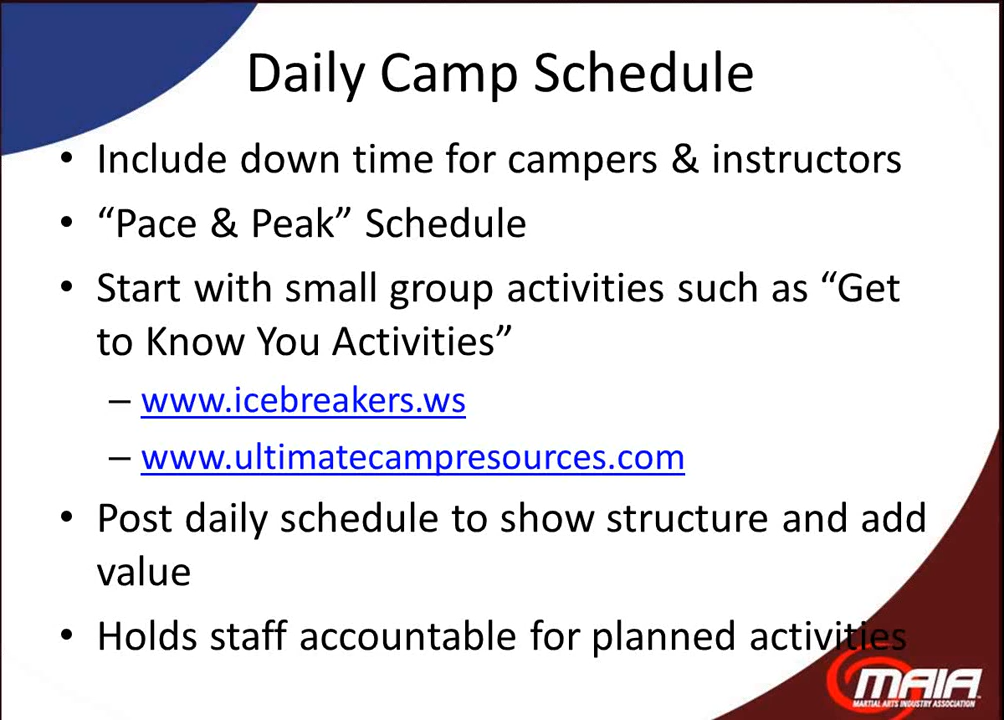 Daily Camp Schedule
• Include down time for campers & instructors
• “Pace & Peak” Schedule
• Start with small group activities such as “Get
to Know You Activities”
– www.icebreakers.ws
– www.ultimatecampresources.com
• Post daily schedule to show structure and add
value
• Holds staff accountable for planned activities
MAIA
MARTIAL ARTS INDUSTRY ASSOCIATION